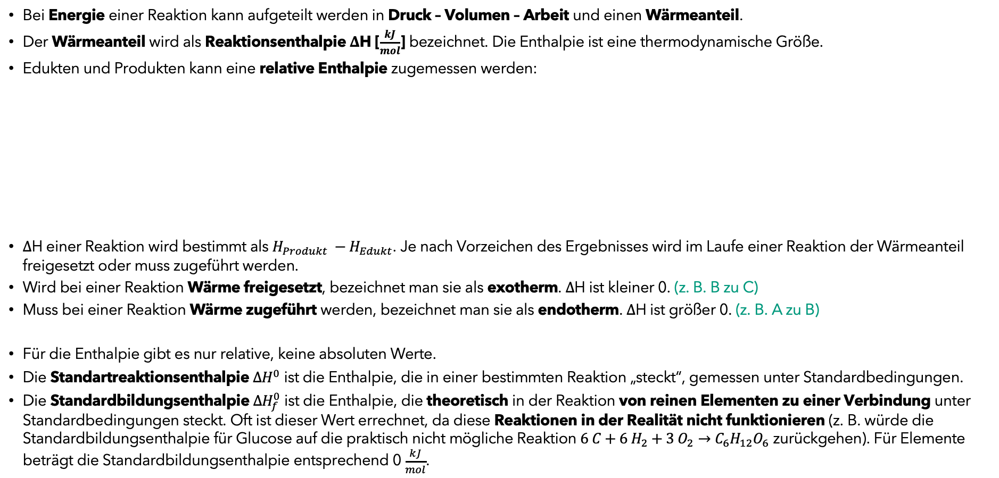 • Bei Energie einer Reaktion kann aufgeteilt werden in Druck – Volumen – Arbeit und einen Wärmeanteil.
• Der Wärmeanteil wird als Reaktionsenthalpie ΔH [kJ/mol] bezeichnet. Die Enthalpie ist eine thermodynamische Größe.
• Edukten und Produkten kann eine relative Enthalpie zugemessen werden:
• ΔH einer Reaktion wird bestimmt als H_Produkt − H_Edukt. Je nach Vorzeichen des Ergebnisses wird im Laufe einer Reaktion der Wärmeanteil
freigesetzt oder muss zugeführt werden.
• Wird bei einer Reaktion Wärme freigesetzt, bezeichnet man sie als exotherm. ΔH ist kleiner 0. (z. B. B zu C)
• Muss bei einer Reaktion Wärme zugeführt werden, bezeichnet man sie als endotherm. ΔH ist größer 0. (z. B. A zu B)
• Für die Enthalpie gibt es nur relative, keine absoluten Werte.
• Die Standartreaktionsenthalpie ΔH⁰ ist die Enthalpie, die in einer bestimmten Reaktion „steckt“, gemessen unter Standardbedingungen.
• Die Standardbildungsenthalpie ΔH_f^0 ist die Enthalpie, die theoretisch in der Reaktion von reinen Elementen zu einer Verbindung unter
Standardbedingungen steckt. Oft ist dieser Wert errechnet, da diese Reaktionen in der Realität nicht funktionieren (z. B. würde die
Standardbildungsenthalpie für Glucose auf die praktisch nicht mögliche Reaktion 6 C + 6 H₂ + 3 O₂ → C₆H₁₂O₆ zurückgehen). Für Elemente
beträgt die Standardbildungsenthalpie entsprechend 0 kJ/mol.